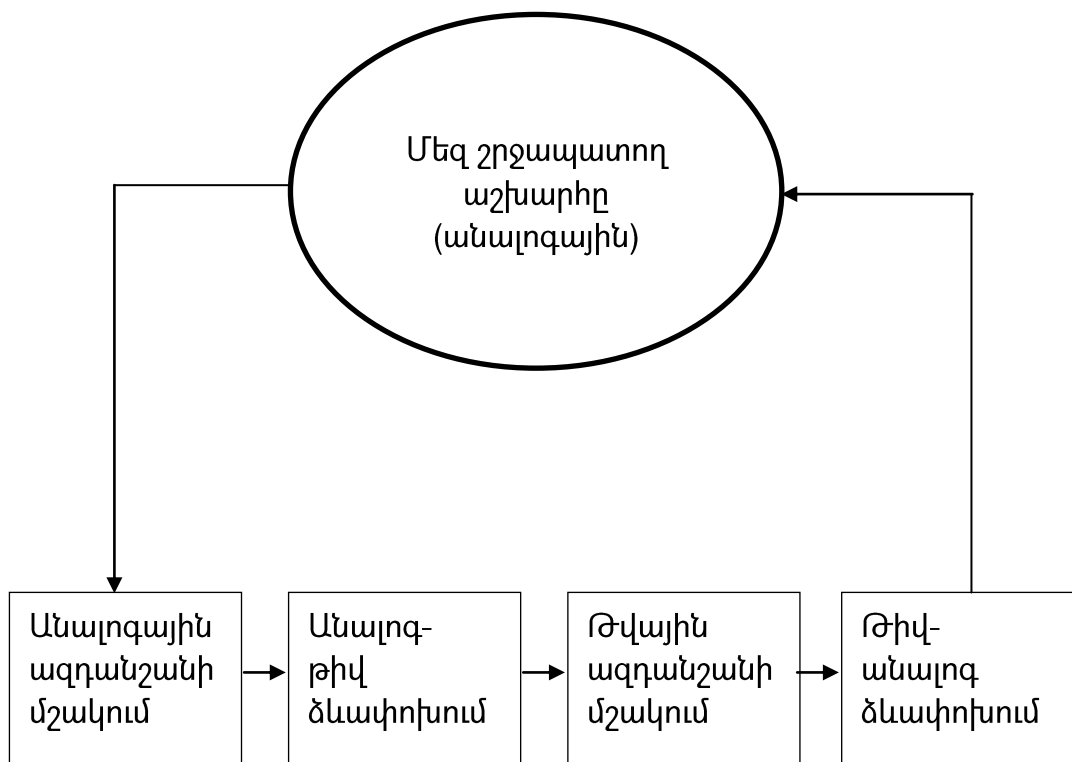 Մեզ շրջապատող
աշխարհը
(անալոգային)
Անալոգային
ազդանշանի
մշակում
Անալոգ-
թիվ
ձևափոխում
Թվային
ազդանշանի
մշակում
Թիվ-
անալոգ
ձևափոխում